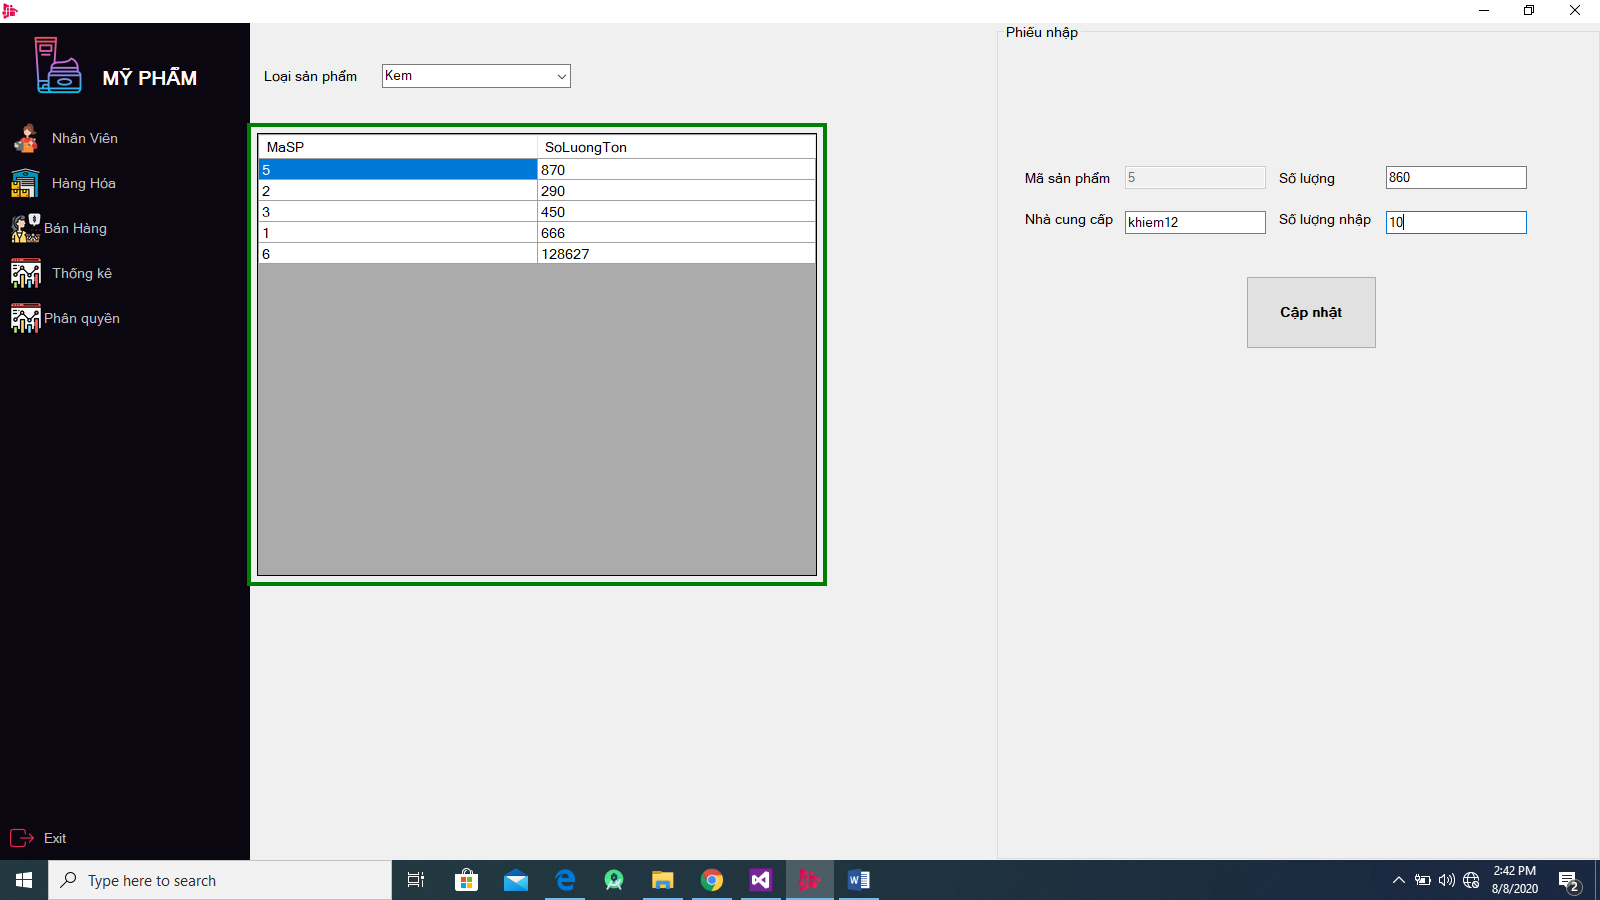 MỸ PHẨM
Nhân Viên
Hàng Hóa
Bán Hàng
Thống kê
Phân quyền
Exit
Loại sản phẩm Kem
MaSP SoLuongTon
5 870
2 290
3 450
1 666
6 128627
Phiếu nhập
Mã sản phẩm 5 Số lượng 860
Nhà cung cấp khiem12 Số lượng nhập 10
Cập nhật
Type here to search
2:42 PM
8/8/2020
2